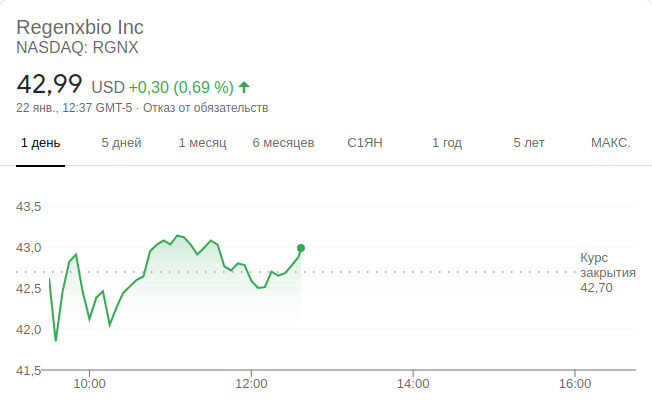 Regenxbio Inc
NASDAQ: RGNX
42,99 USD +0,30 (0,69 %)
22 янв., 12:37 GMT-5 · Отказ от обязательств
1 день 5 дней 1 месяц 6 месяцев С1ЯН 1 год 5 лет МАКС.
43,5
43,0
Курс
закрытия
42,70
42,5
42,0
41,5
10:00 12:00 14:00 16:00